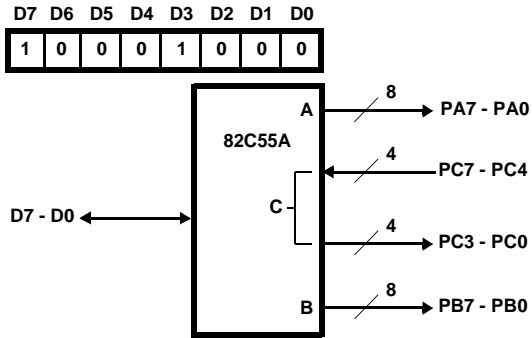 D7 D6 D5 D4 D3 D2 D1 D0
1 0 0 0 1 0 0 0
A 8 PA7 - PA0
82C55A
4 PC7 - PC4
C
D7 - D0
4 PC3 - PC0
B 8 PB7 - PB0